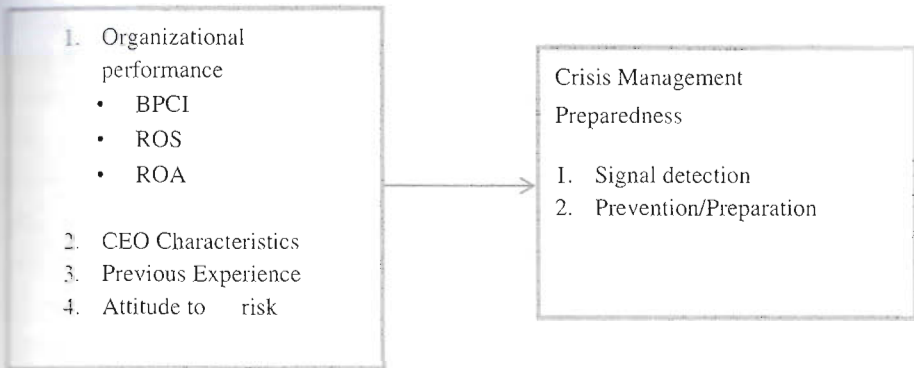 1. Organizational
performance
• BPCI
• ROS
• ROA
2. CEO Characteristics
3. Previous Experience
4. Attitude to risk
Crisis Management
Preparedness
1. Signal detection
2. Prevention/Preparation